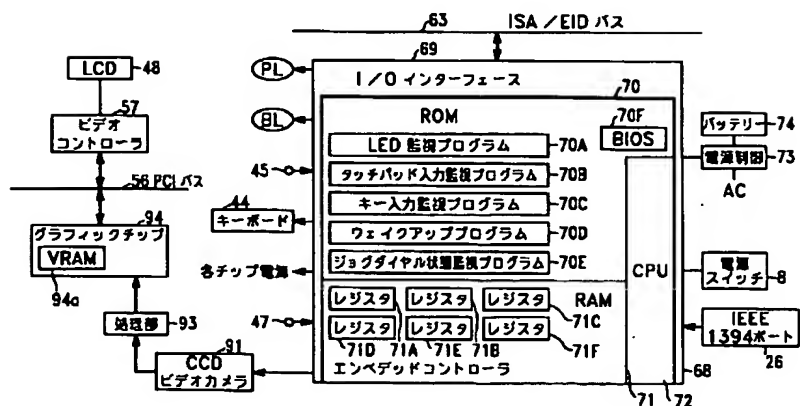 63
ISA/EIDバス
69
PL
I/Oインターフェース
70
LCD
48
57
ビデオ
コントローラ
BL
ROM
70F
BIOS
LED監視プログラム
70A
タッチパッド入力監視プログラム
70B
キー入力監視プログラム
70C
ウェイクアッププログラム
70D
ジョグダイヤル状態監視プログラム
70E
バッテリー
74
電源制御
73
AC
45
56 PCIバス
44
キーボード
94
グラフィックチップ
VRAM
94a
各チップ電源
CPU
電源
スイッチ
8
処理部
93
47
レジスタ
レジスタ
レジスタ
RAM
71C
レジスタ
レジスタ
レジスタ
71D
71A
71E
71B
71F
エンベデッドコントローラ
IEEE
1394ポート
26
91
CCD
ビデオカメラ
68
71
72